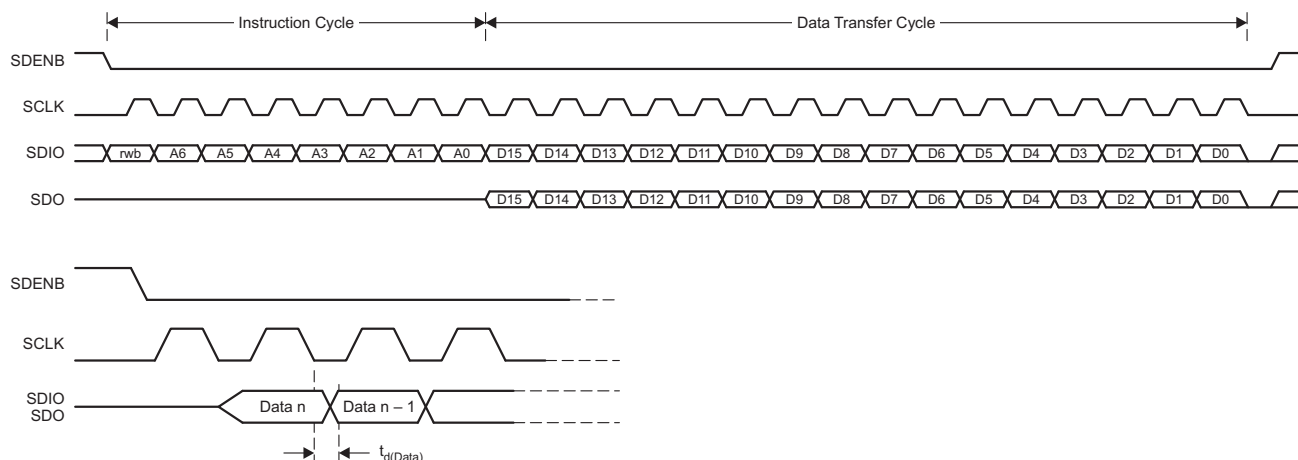 Instruction Cycle Data Transfer Cycle
SDENB
SCLK
SDIO rwb A6 A5 A4 A3 A2 A1 A0 D15 D14 D13 D12 D11 D10 D9 D8 D7 D6 D5 D4 D3 D2 D1 D0
SDO D15 D14 D13 D12 D11 D10 D9 D8 D7 D6 D5 D4 D3 D2 D1 D0
SDENB
SCLK
SDIO
SDO
Data n Data n – 1
td(Data)